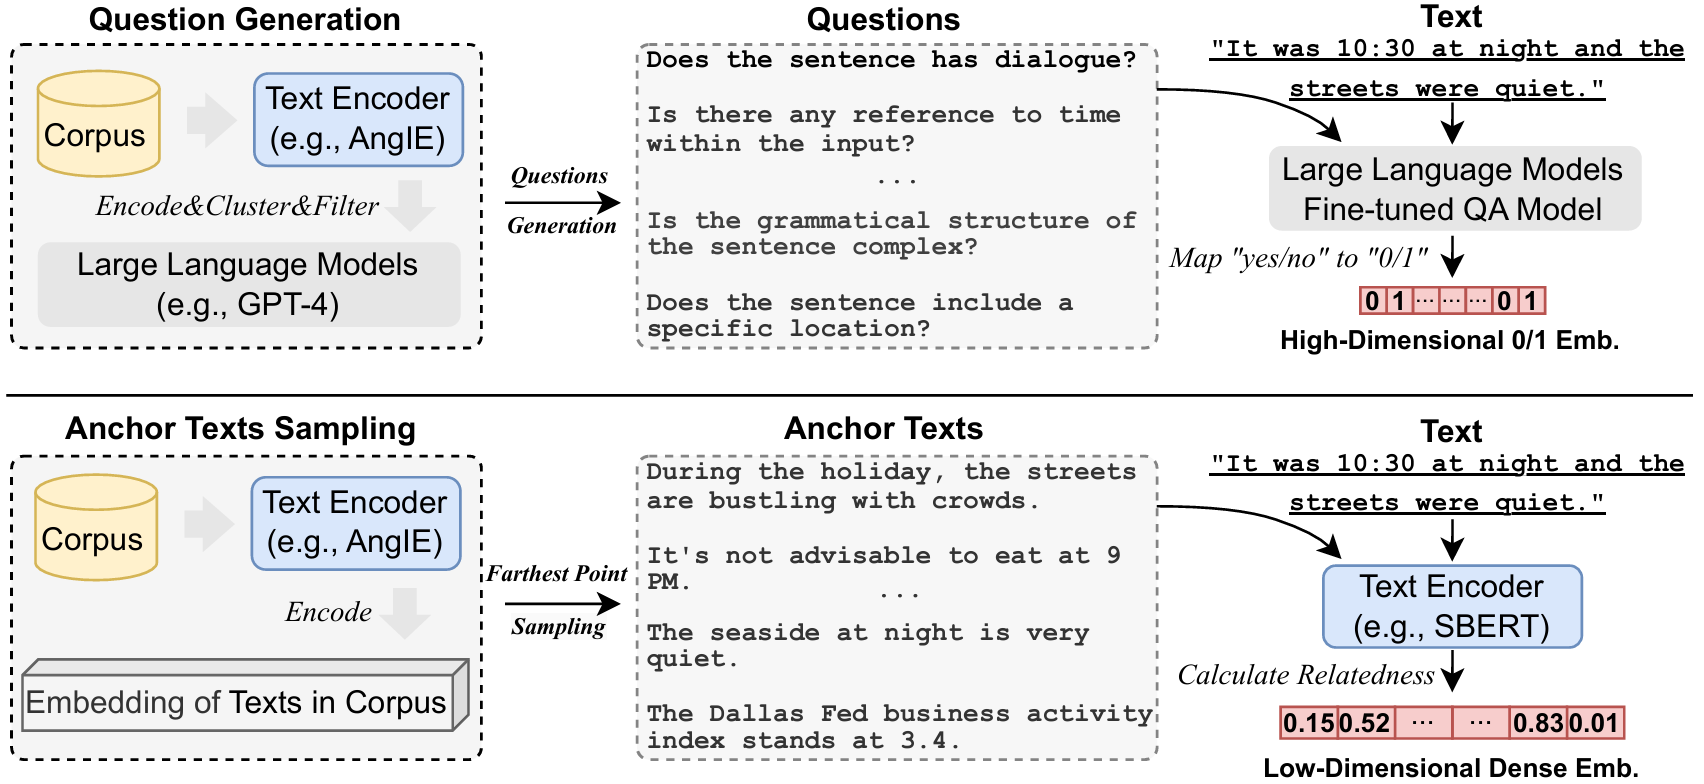 Question Generation
Corpus
Text Encoder
(e.g., AngIE)
Encode&Cluster&Filter
Large Language Models
(e.g., GPT-4)
Questions
Generation
Questions
Does the sentence has dialogue?
Is there any reference to time
within the input?
...
Is the grammatical structure of
the sentence complex?
Does the sentence include a
specific location?
Text
"It was 10:30 at night and the
streets were quiet."
Large Language Models
Fine-tuned QA Model
Map "yes/no" to "0/1"
0 1 ... ... ... 0 1
High-Dimensional 0/1 Emb.
Anchor Texts Sampling
Corpus
Text Encoder
(e.g., AngIE)
Encode
Embedding of Texts in Corpus
Farthest Point
Sampling
Anchor Texts
During the holiday, the streets
are bustling with crowds.
It's not advisable to eat at 9
PM.
...
The seaside at night is very
quiet.
The Dallas Fed business activity
index stands at 3.4.
Text
"It was 10:30 at night and the
streets were quiet."
Text Encoder
(e.g., SBERT)
Calculate Relatedness
0.15 0.52 ... ... 0.83 0.01
Low-Dimensional Dense Emb.